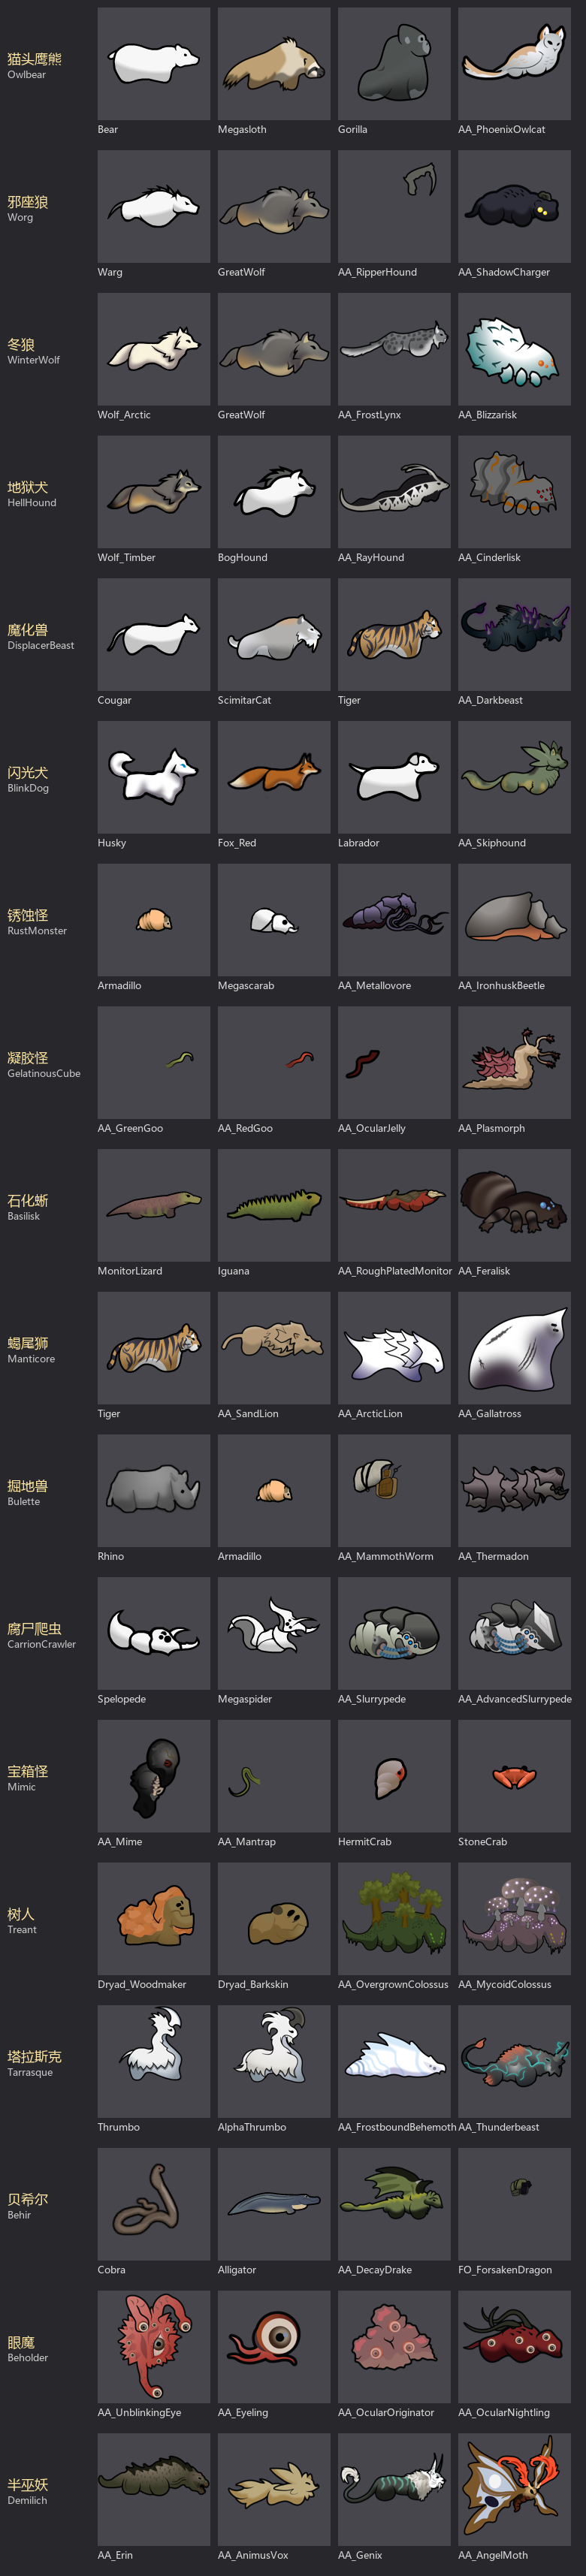 猫头鹰熊
Owlbear
Bear
Megasloth
Gorilla
AA_PhoenixOwlcat
邪座狼
Worg
Warg
GreatWolf
AA_RipperHound
AA_ShadowCharger
冬狼
WinterWolf
Wolf_Arctic
GreatWolf
AA_FrostLynx
AA_Blizzarisk
地狱犬
HellHound
Wolf_Timber
BogHound
AA_RayHound
AA_Cinderlisk
魔化兽
DisplacerBeast
Cougar
ScimitarCat
Tiger
AA_Darkbeast
闪光犬
BlinkDog
Husky
Fox_Red
Labrador
AA_Skiphound
锈蚀怪
RustMonster
Armadillo
Megascarab
AA_Metallovore
AA_IronhuskBeetle
凝胶怪
GelatinousCube
AA_GreenGoo
AA_RedGoo
AA_OcularJelly
AA_Plasmorph
石化蜥
Basilisk
MonitorLizard
Iguana
AA_RoughPlatedMonitor
AA_Feralisk
蝎尾狮
Manticore
Tiger
AA_SandLion
AA_ArcticLion
AA_Gallatross
掘地兽
Bulette
Rhino
Armadillo
AA_MammothWorm
AA_Thermadon
腐尸爬虫
CarrionCrawler
Spelopede
Megaspider
AA_Slurrypede
AA_AdvancedSlurrypede
宝箱怪
Mimic
AA_Mime
AA_Mantrap
HermitCrab
StoneCrab
树人
Treant
Dryad_Woodmaker
Dryad_Barkskin
AA_OvergrownColossus
AA_MycoidColossus
塔拉斯克
Tarrasque
Thrumbo
AlphaThrumbo
AA_FrostboundBehemoth
AA_Thunderbeast
贝希尔
Behir
Cobra
Alligator
AA_DecayDrake
FO_ForsakenDragon
眼魔
Beholder
AA_UnblinkingEye
AA_Eyeling
AA_OcularOriginator
AA_OcularNightling
半巫妖
Demilich
AA_Erin
AA_AnimusVox
AA_Genix
AA_AngelMoth